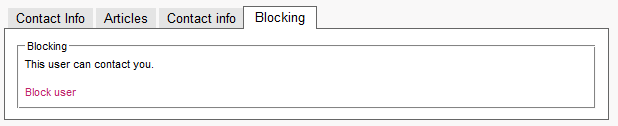 Contact Info Articles Contact info Blocking
Blocking
This user can contact you.
Block user